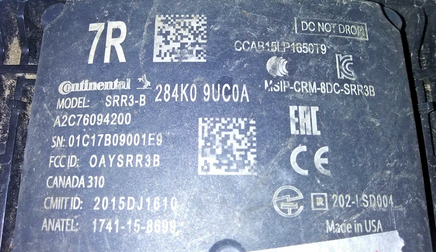 7R
DO NOT DROP
CCAB15LP1650T9
Continental
MODEL: SRR3-B 284K0 9UC0A
MSIP-CRM-8DC-SRR3B
A2C76094200
SN: 01C17B09001E9
FCC ID: OAYSRR3B
EAC
CANADA 310
CMIIT ID: 2015DJ1610
R 202-LSD004
ANATEL: 1741-15-8698
Made in USA